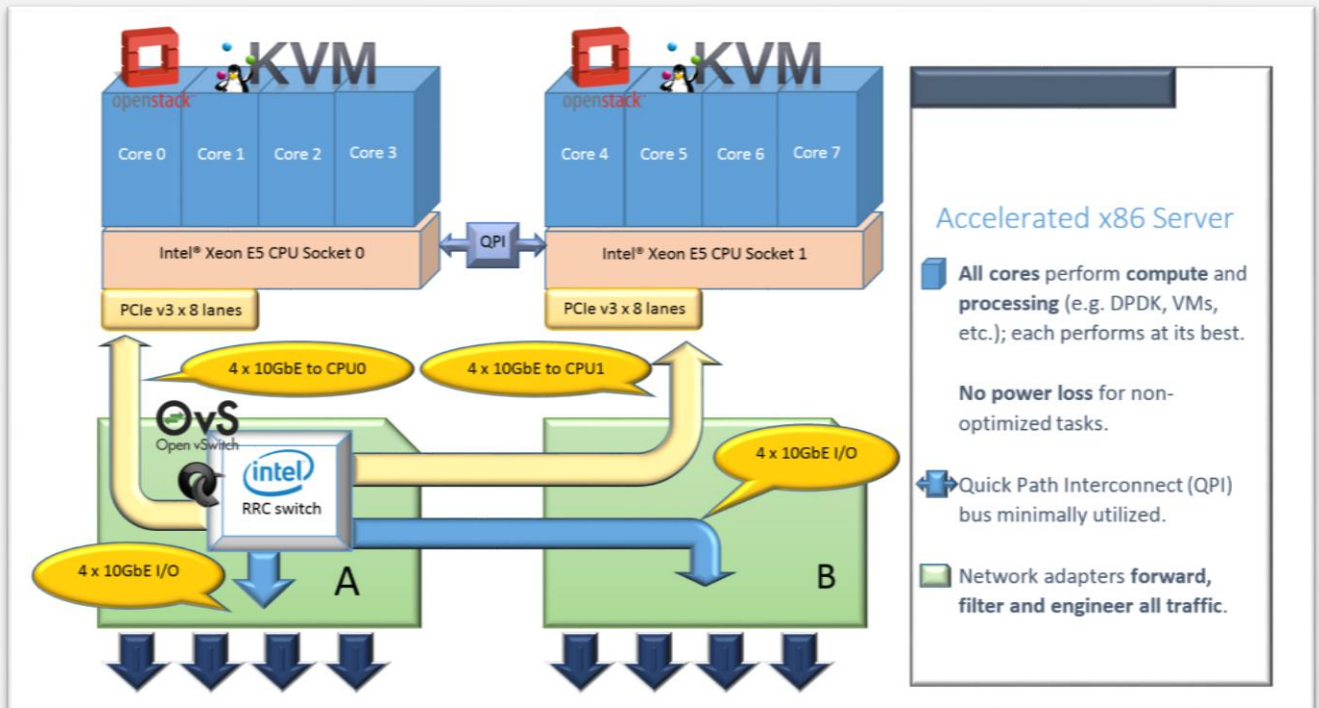 openstack™
KVM
openstack™
KVM
Core 0
Core 1
Core 2
Core 3
Core 4
Core 5
Core 6
Core 7
Intel® Xeon E5 CPU Socket 0
QPI
Intel® Xeon E5 CPU Socket 1
PCIe v3 x 8 lanes
PCIe v3 x 8 lanes
4 x 10GbE to CPU0
4 x 10GbE to CPU1
OvS
Open vSwitch
intel
RRC switch
4 x 10GbE I/O
4 x 10GbE I/O
A
B
Accelerated x86 Server
All cores perform compute and
processing (e.g. DPDK, VMs,
etc.); each performs at its best.
No power loss for non-
optimized tasks.
Quick Path Interconnect (QPI)
bus minimally utilized.
Network adapters forward,
filter and engineer all traffic.